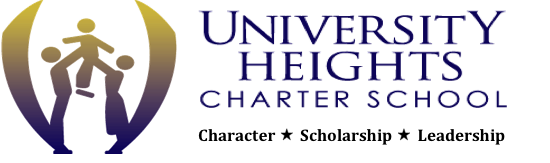 UNIVERSITY
HEIGHTS
CHARTER SCHOOL
Character ★ Scholarship ★ Leadership